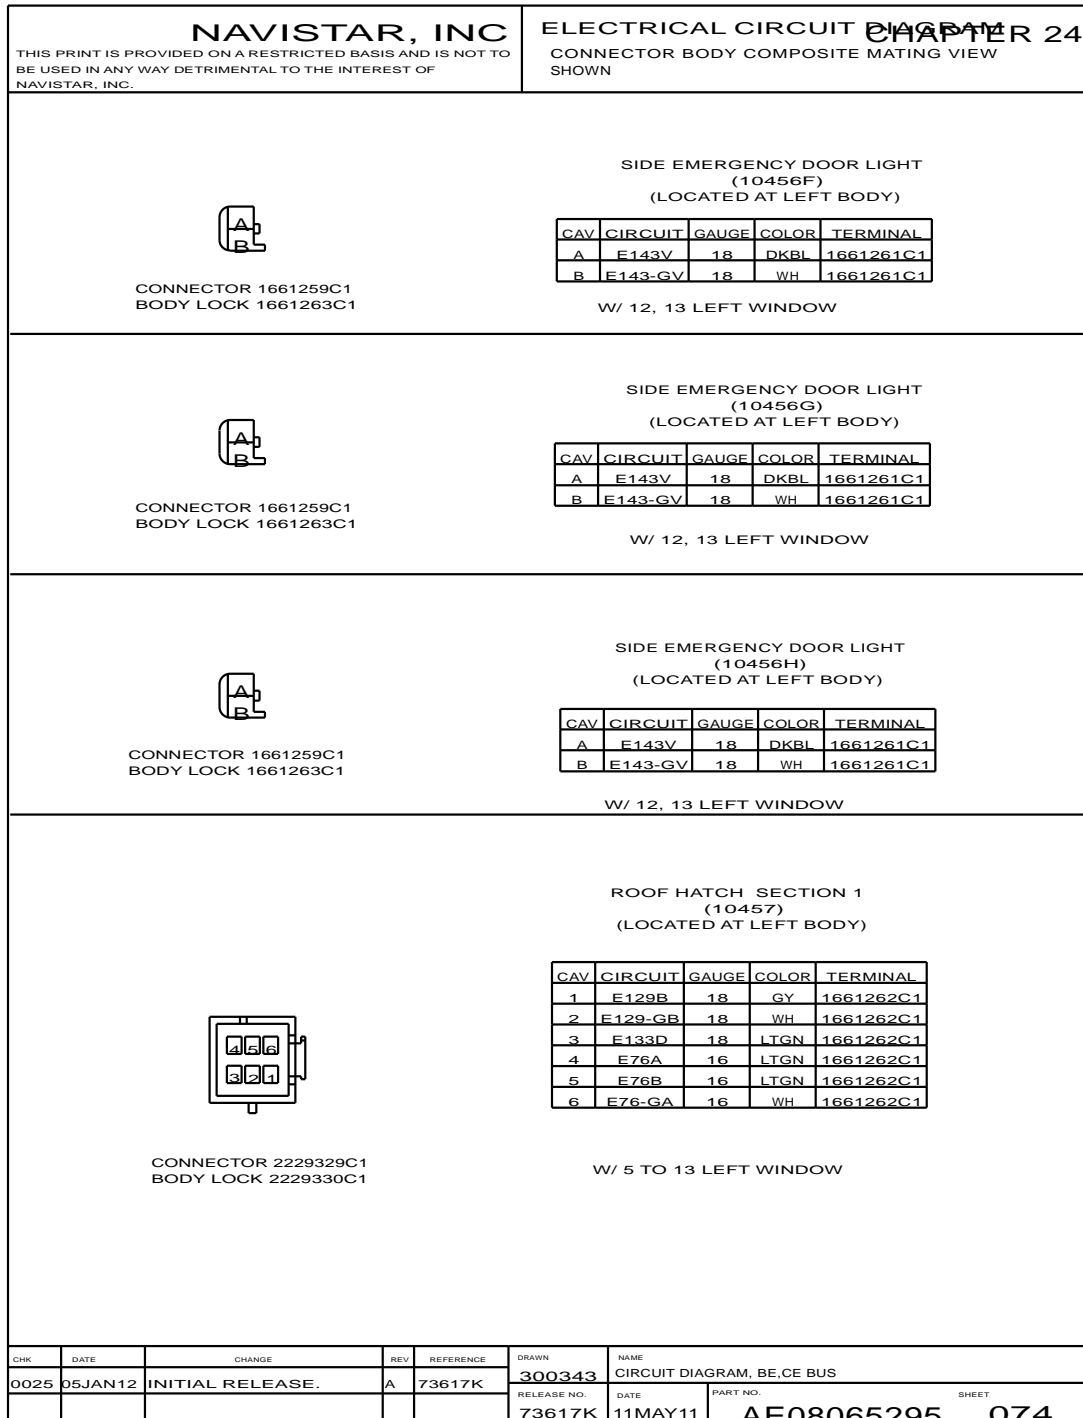 NAVISTAR, INC
THIS PRINT IS PROVIDED ON A RESTRICTED BASIS AND IS NOT TO
BE USED IN ANY WAY DETRIMENTAL TO THE INTEREST OF
NAVISTAR, INC.
ELECTRICAL CIRCUIT DIAGRAM
CHAPTER 24
CONNECTOR BODY COMPOSITE MATING VIEW
SHOWN
A
B
CONNECTOR 1661259C1
BODY LOCK 1661263C1
SIDE EMERGENCY DOOR LIGHT
(10456F)
(LOCATED AT LEFT BODY)
CAV CIRCUIT GAUGE COLOR TERMINAL
A E143V 18 DKBL 1661261C1
B E143-GV 18 WH 1661261C1
W/ 12, 13 LEFT WINDOW
A
B
CONNECTOR 1661259C1
BODY LOCK 1661263C1
SIDE EMERGENCY DOOR LIGHT
(10456G)
(LOCATED AT LEFT BODY)
CAV CIRCUIT GAUGE COLOR TERMINAL
A E143V 18 DKBL 1661261C1
B E143-GV 18 WH 1661261C1
W/ 12, 13 LEFT WINDOW
A
B
CONNECTOR 1661259C1
BODY LOCK 1661263C1
SIDE EMERGENCY DOOR LIGHT
(10456H)
(LOCATED AT LEFT BODY)
CAV CIRCUIT GAUGE COLOR TERMINAL
A E143V 18 DKBL 1661261C1
B E143-GV 18 WH 1661261C1
W/ 12, 13 LEFT WINDOW
4 5 6
3 2 1
CONNECTOR 2229329C1
BODY LOCK 2229330C1
ROOF HATCH SECTION 1
(10457)
(LOCATED AT LEFT BODY)
CAV CIRCUIT GAUGE COLOR TERMINAL
1 E129B 18 GY 1661262C1
2 E129-GB 18 WH 1661262C1
3 E133D 18 LTGN 1661262C1
4 E76A 16 LTGN 1661262C1
5 E76B 16 LTGN 1661262C1
6 E76-GA 16 WH 1661262C1
W/ 5 TO 13 LEFT WINDOW
CHK DATE CHANGE REV REFERENCE
0025 05JAN12 INITIAL RELEASE. A 73617K
DRAWN
300343
NAME
CIRCUIT DIAGRAM, BE,CE BUS
RELEASE NO.
73617K
DATE
11MAY11
PART NO.
AE08065295
SHEET
074